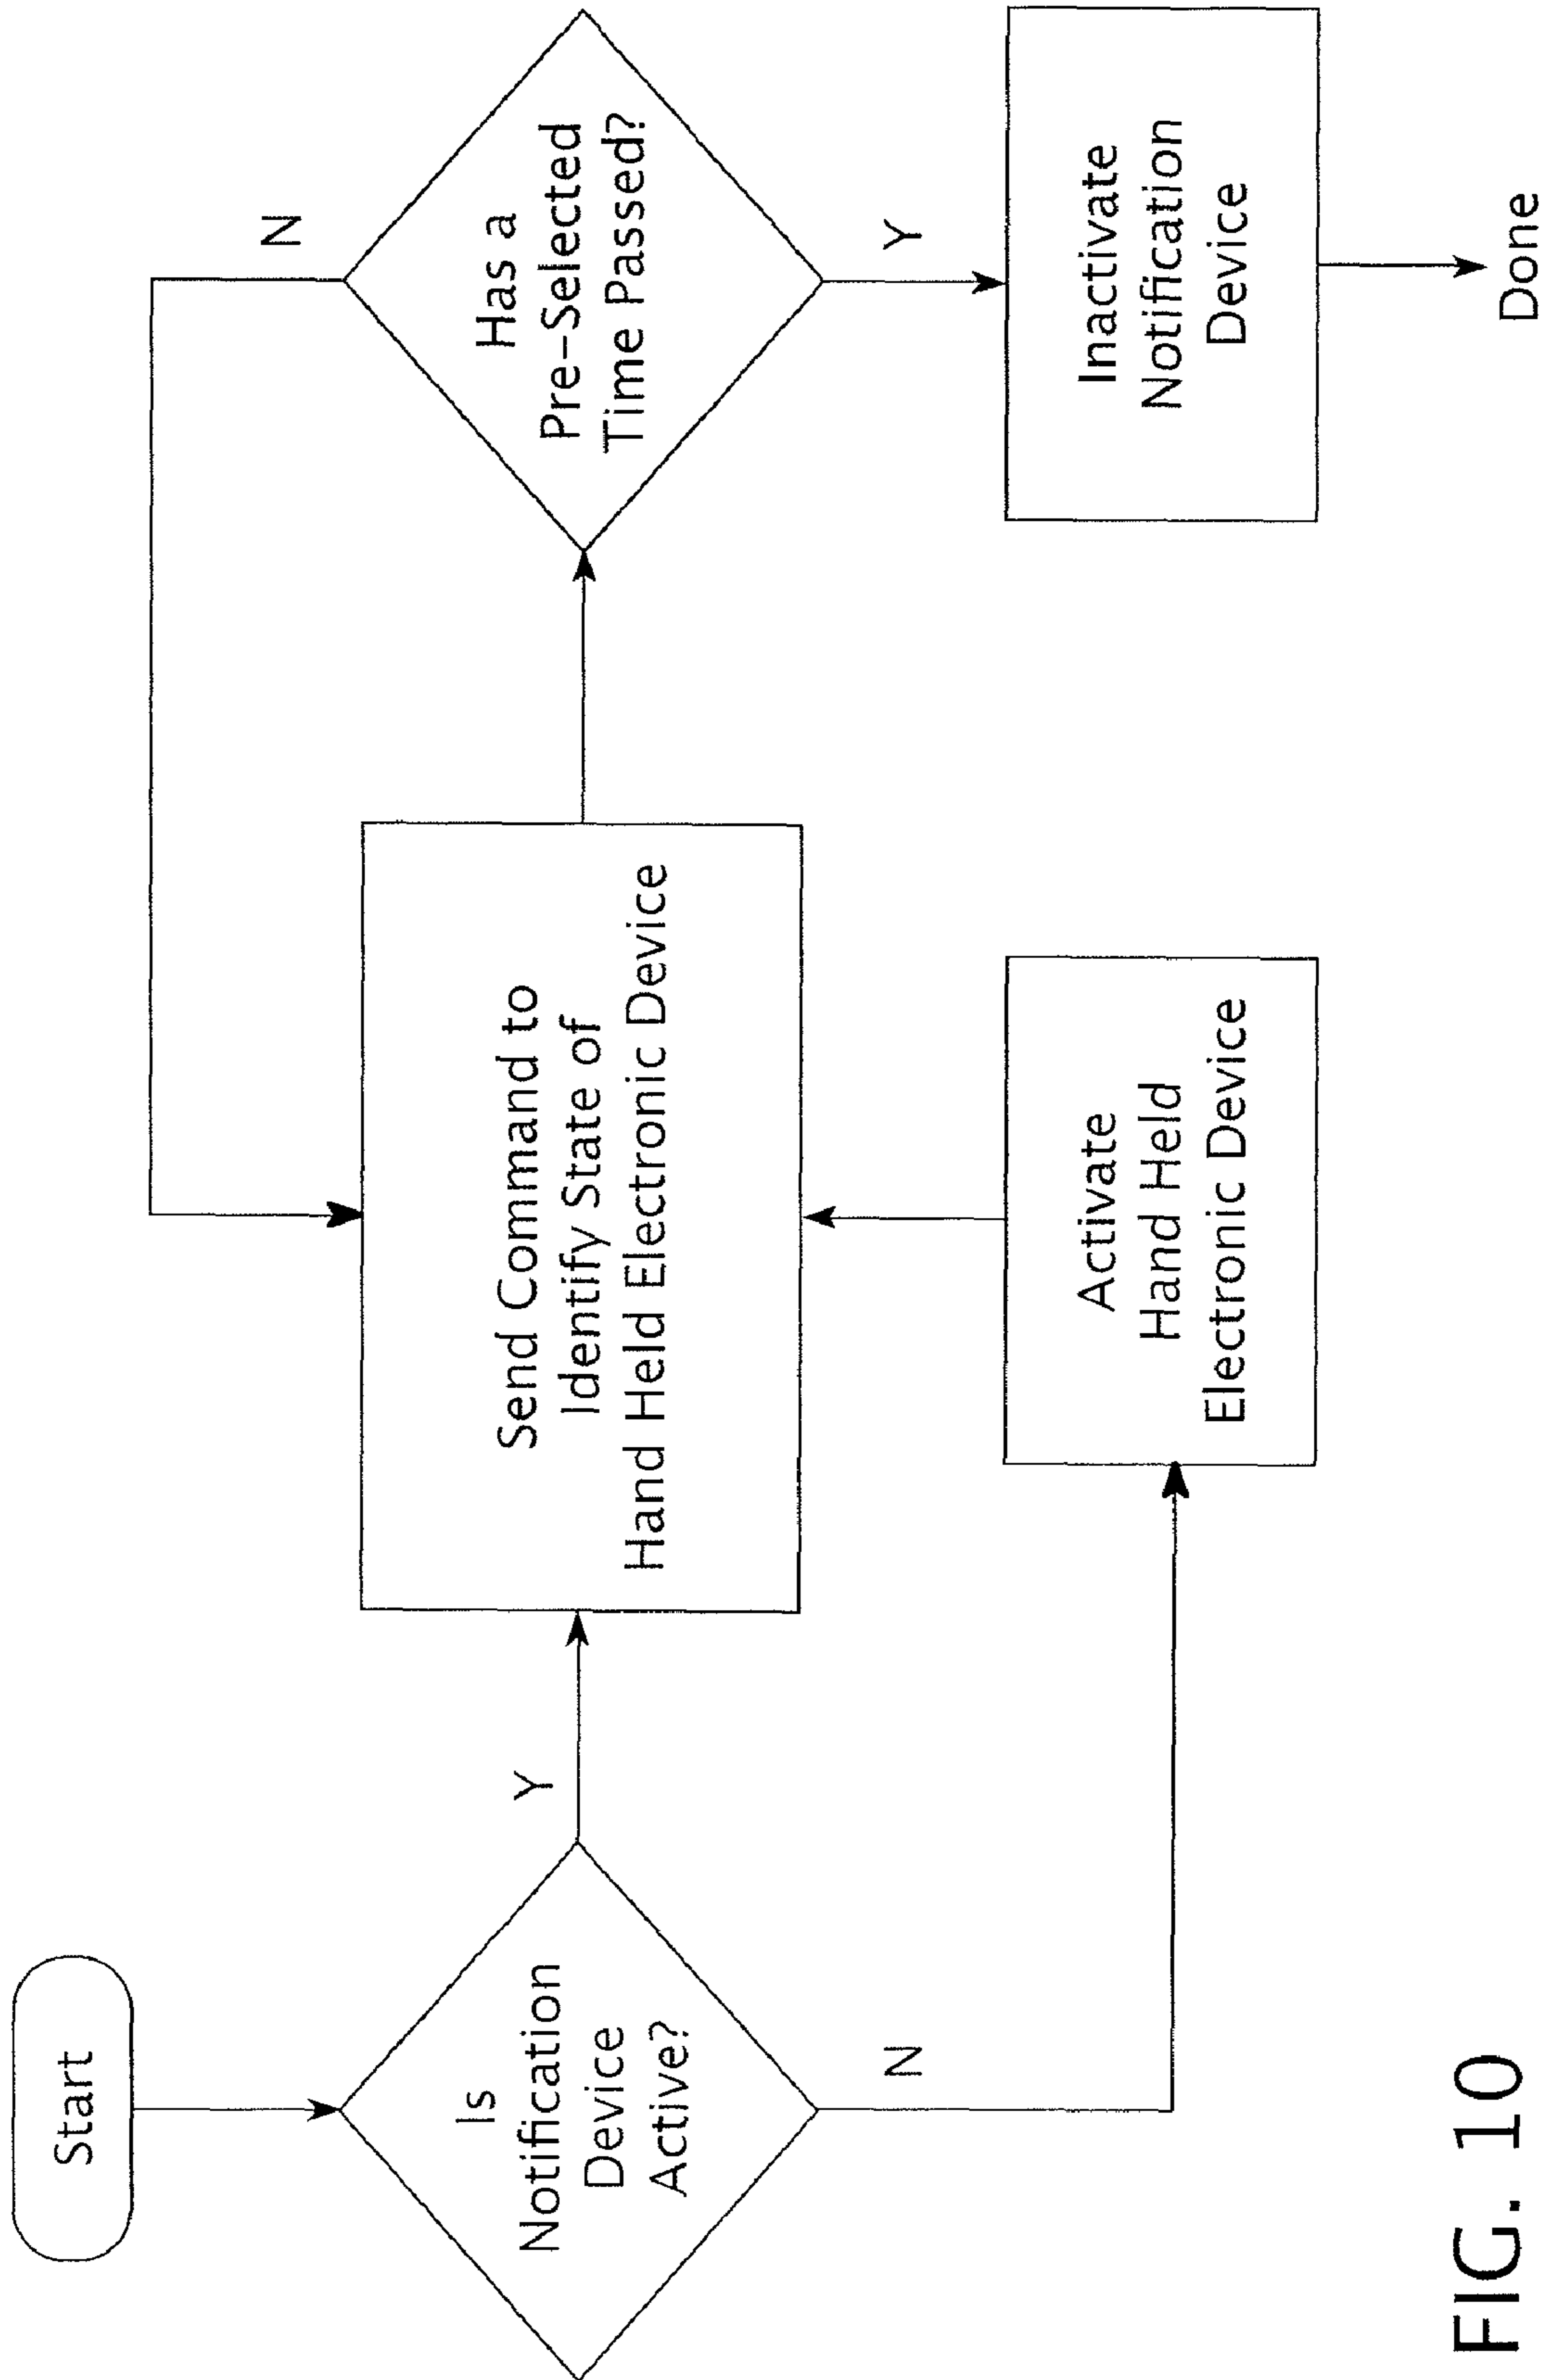 Start
Is
Notification
Device
Active?
Y
N
Send Command to
Identify State of
Hand Held Electronic Device
Activate
Hand Held
Electronic Device
Has a
Pre-Selected
Time Passed?
N
Y
Inactivate
Notification
Device
Done
FIG. 10